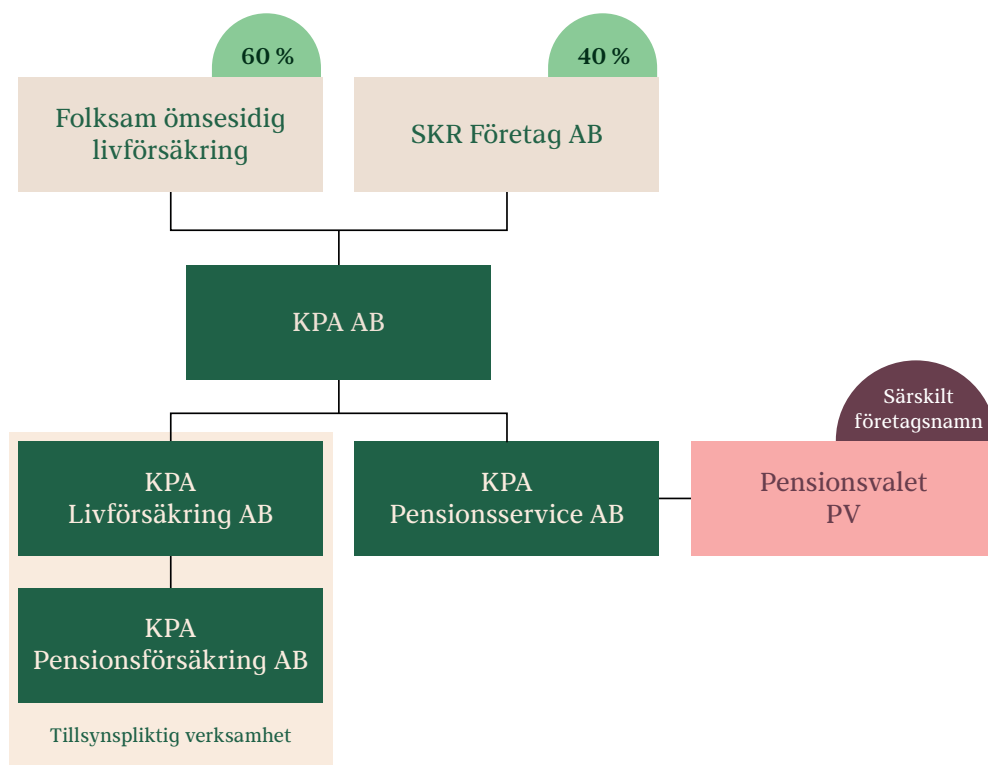 60 %
40 %
Folksam ömsesidig
livförsäkring
SKR Företag AB
KPA AB
Särskilt
företagsnamn
KPA
Livförsäkring AB
KPA
Pensionsservice AB
Pensionsvalet
PV
KPA
Pensionsförsäkring AB
Tillsynspliktig verksamhet